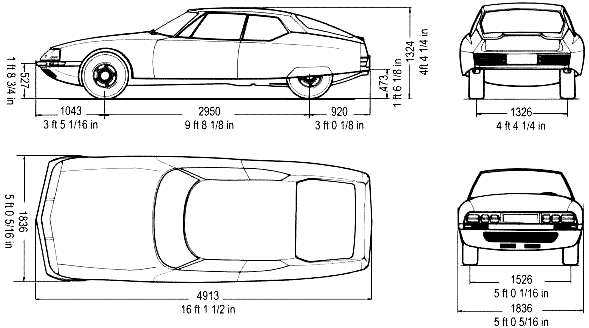 1 ft 8 3/4 in
527
1043
3 ft 5 1/16 in
2950
9 ft 8 1/8 in
920
3 ft 0 1/8 in
473
1 ft 6 1/8 in
1324
4ft 4 1/4 in
1326
4 ft 4 1/4 in
5 ft 0 5/16 in
1836
4913
16 ft 1 1/2 in
1526
5 ft 0 1/16 in
1836
5 ft 0 5/16 in